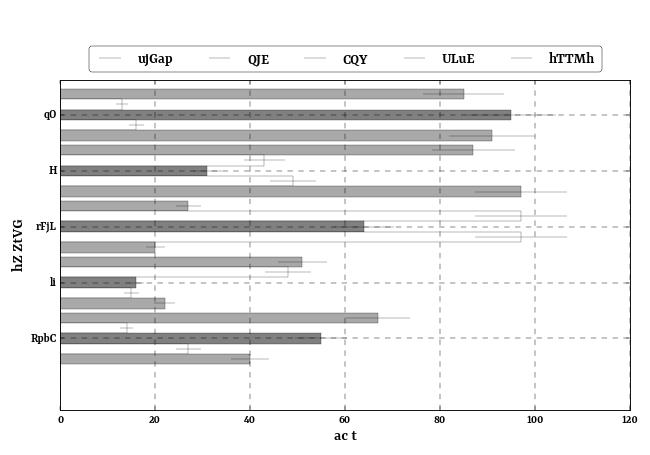 ujGap QJE CQY ULuE hTTMh
qO
H
rFjL
li
RpbC
hZ ZtVG
0 20 40 60 80 100 120
ac t